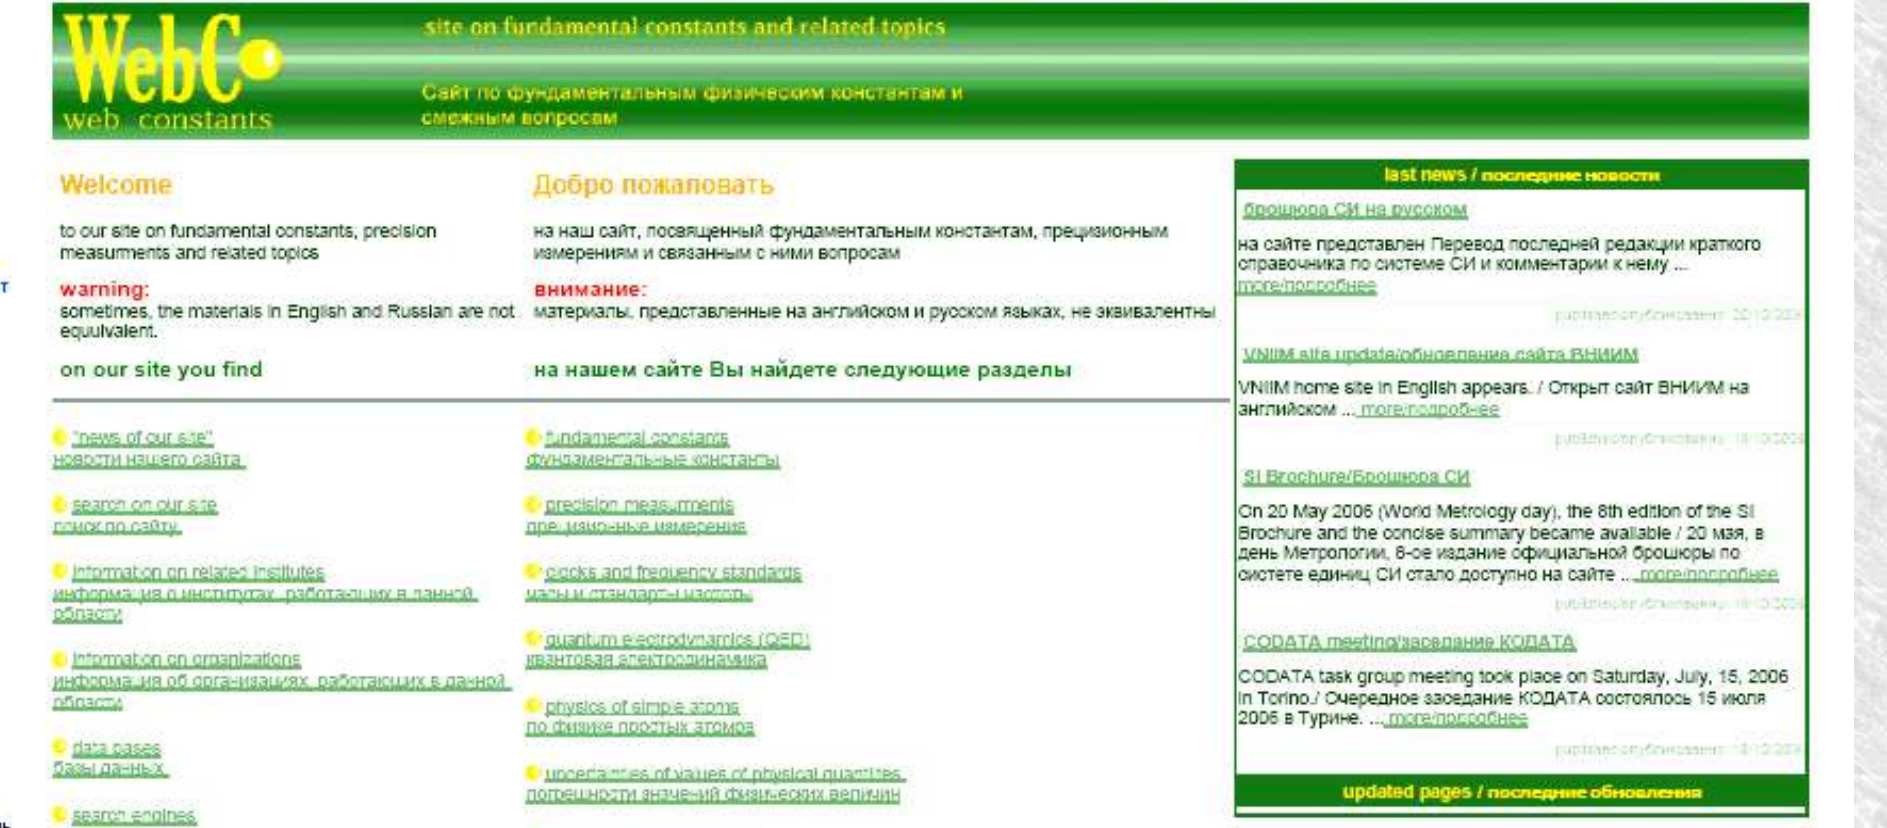 WebCo
web constants
site on fundamental constants and related topics
Сайт по фундаментальным физическим константам и
смежным вопросам
Welcome
to our site on fundamental constants, precision
measurments and related topics
warning:
sometimes, the materials in English and Russian are not
equivalent.
on our site you find
Добро пожаловать
на наш сайт, посвященный фундаментальным константам, прецизионным
измерениям и связанным с ними вопросам
внимание:
материалы, представленные на английском и русском языках, не эквивалентны
на нашем сайте Вы найдете следующие разделы
"news of our site"
новости нашего сайта
search on our site
поиск по сайту
information on related institutes
информация о институтах, работающих в данной
области
information on organizations
информация об организациях, работающих в данной
области
data bases
базы данных
search engines
fundamental constants
фундаментальные константы
precision measurments
прецизионные измерения
clocks and frequency standards
часы и стандарты частоты
quantum electrodynamics (QED)
квантовая электродинамика
physics of simple atoms
по физике простых атомов
uncertainties of values of physical quantites
погрешности значений физических величин
last news / последние новости
брошюра СИ на русском
на сайте представлен Перевод последней редакции краткого
справочника по системе СИ и комментарии к нему ...
more/подробнее
VNIIM site update/обновление сайта ВНИИМ
VNIIM home site in English appears. / Открыт сайт ВНИИМ на
английском ... more/подробнее
SI Brochure/Брошюра СИ
On 20 May 2006 (World Metrology day), the 8th edition of the SI
Brochure and the concise summary became available / 20 мая, в
день Метрологии, 8-ое издание официальной брошюры по
систете единиц СИ стало доступно на сайте ... more/подробнее
CODATA meeting/заседание КОДАТА
CODATA task group meeting took place on Saturday, July, 15, 2006
in Torino./ Очередное заседание КОДАТА состоялось 15 июля
2006 в Турине. ... more/подробнее
updated pages / последние обновления